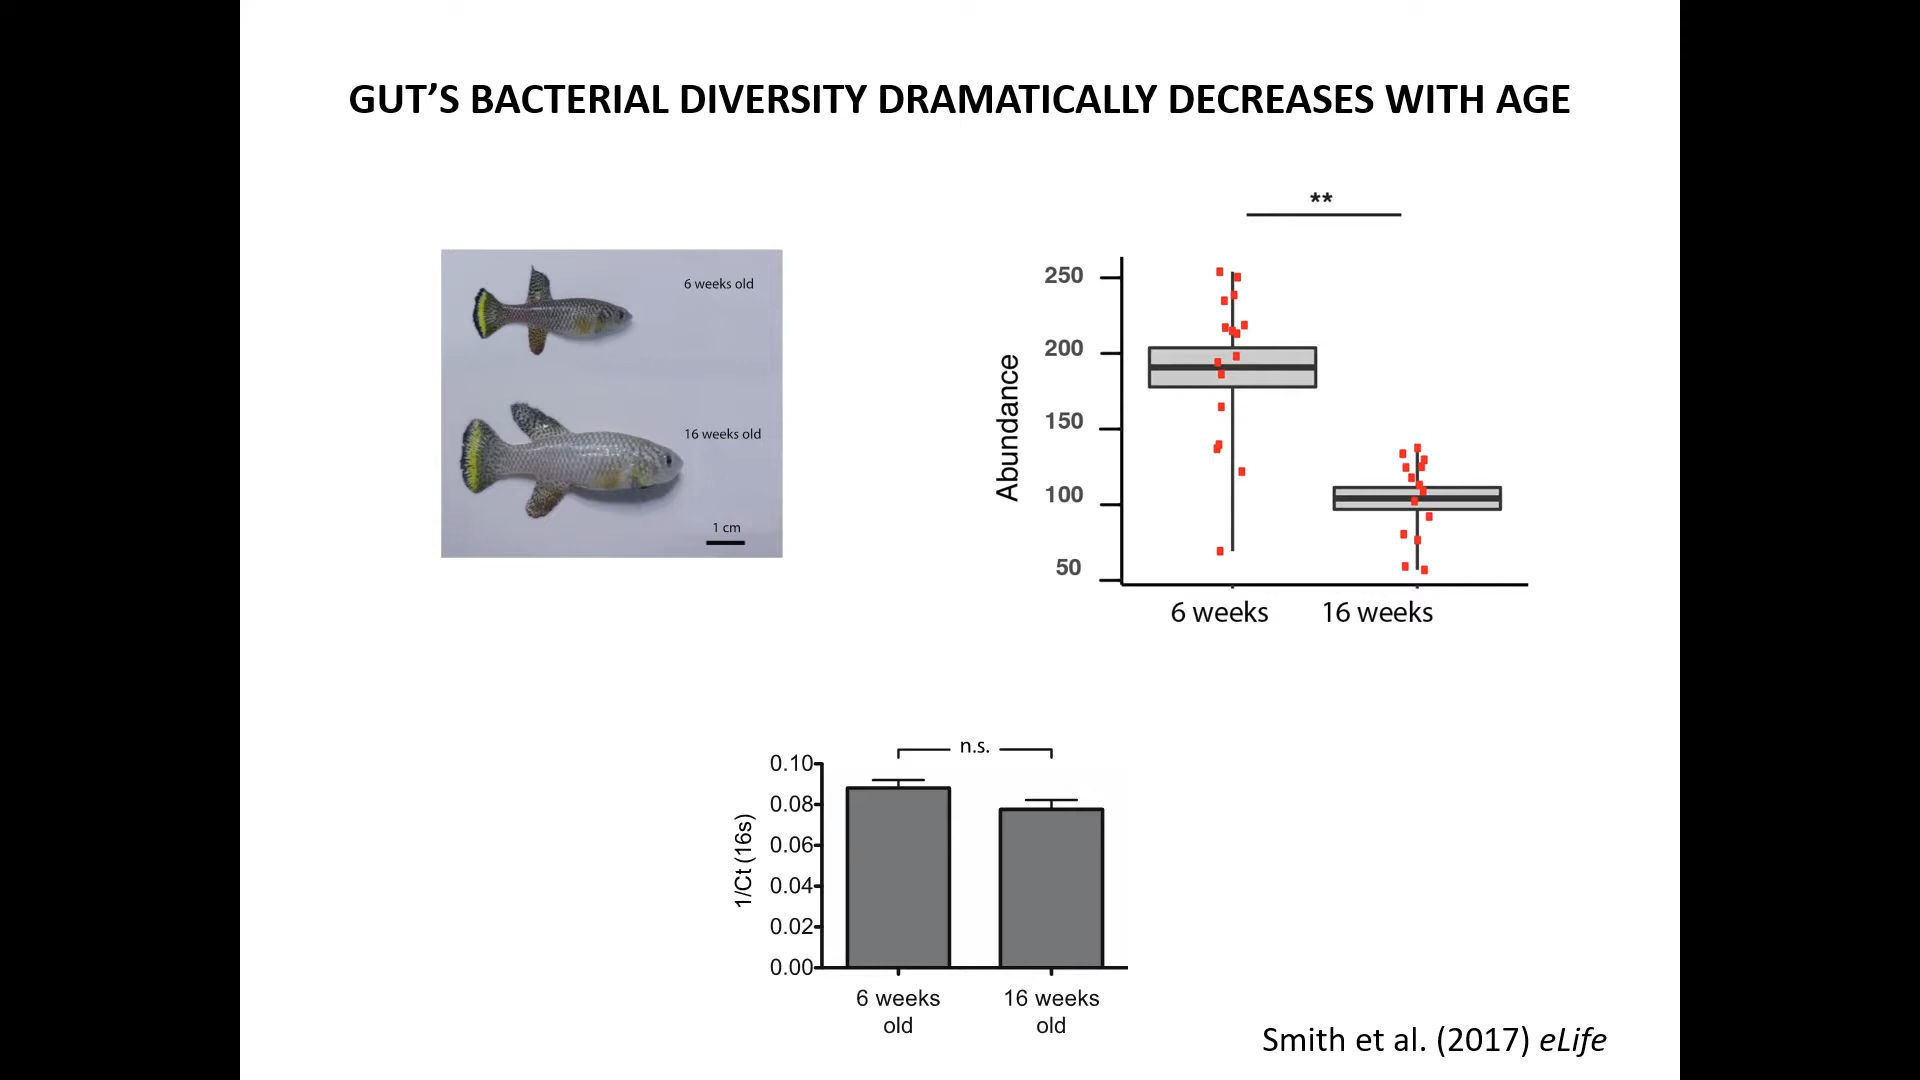 GUT’S BACTERIAL DIVERSITY DRAMATICALLY DECREASES WITH AGE
6 weeks old
16 weeks old
1 cm
**
250
200
150
100
50
Abundance
6 weeks 16 weeks
n.s.
0.10
0.08
0.06
0.04
0.02
0.00
1/Ct (16s)
6 weeks old
16 weeks old
Smith et al. (2017) eLife